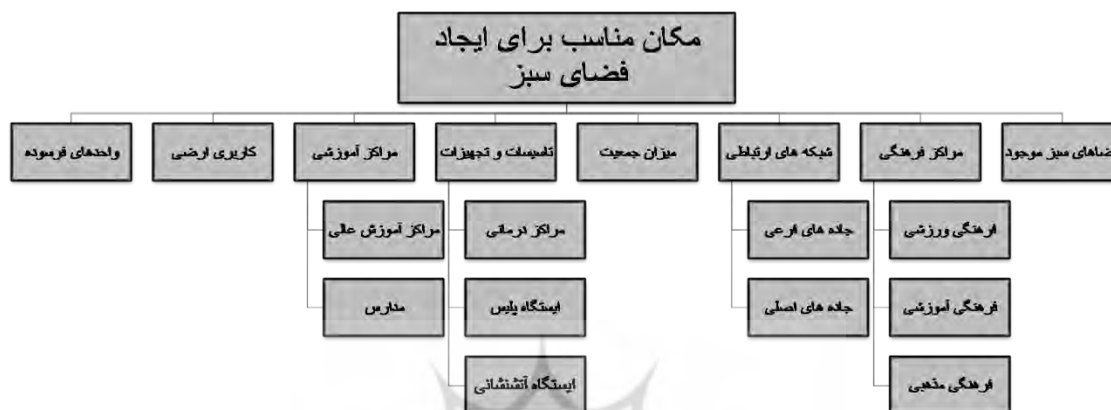 مکان مناسب برای ایجاد
فضای سبز
ضاهای سبز موجود
مراکز فرهنگی
شبکه های ارتباطی
میزان جمعیت
تاسیسات و تجهیزات
مراکز آموزشی
کاربری ارضی
واحدهای فرسوده
فرهنگی ورزشی
جاده های فرعی
مراکز درمانی
مراکز آموزش عالی
فرهنگی آموزشی
جاده های اصلی
ایستگاه پلیس
مدارس
فرهنگی مذهبی
ایستگاه آتشنشانی